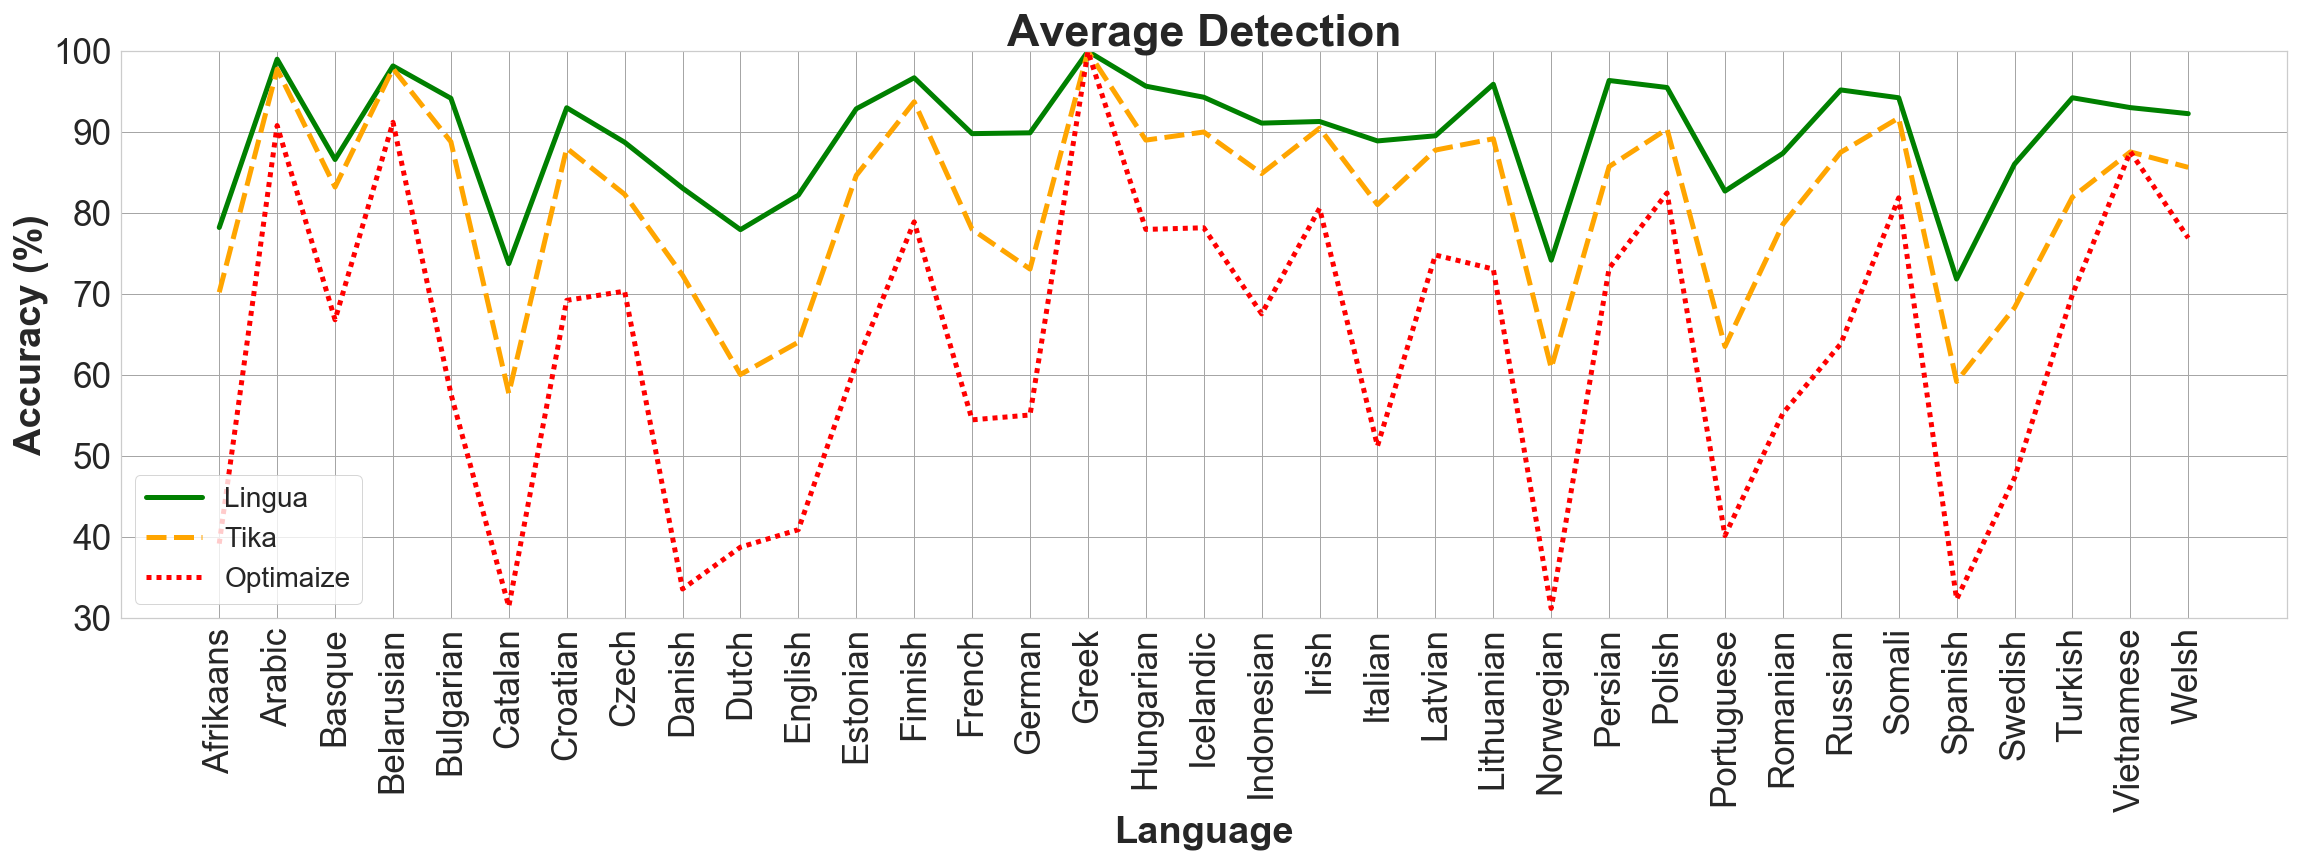 Average Detection
Accuracy (%)
100
90
80
70
60
50
40
30
Lingua
Tika
Optimaize
Afrikaans
Arabic
Basque
Belarusian
Bulgarian
Catalan
Croatian
Czech
Danish
Dutch
English
Estonian
Finnish
French
German
Greek
Hungarian
Icelandic
Indonesian
Irish
Italian
Latvian
Lithuanian
Norwegian
Persian
Polish
Portuguese
Romanian
Russian
Somali
Spanish
Swedish
Turkish
Vietnamese
Welsh
Language